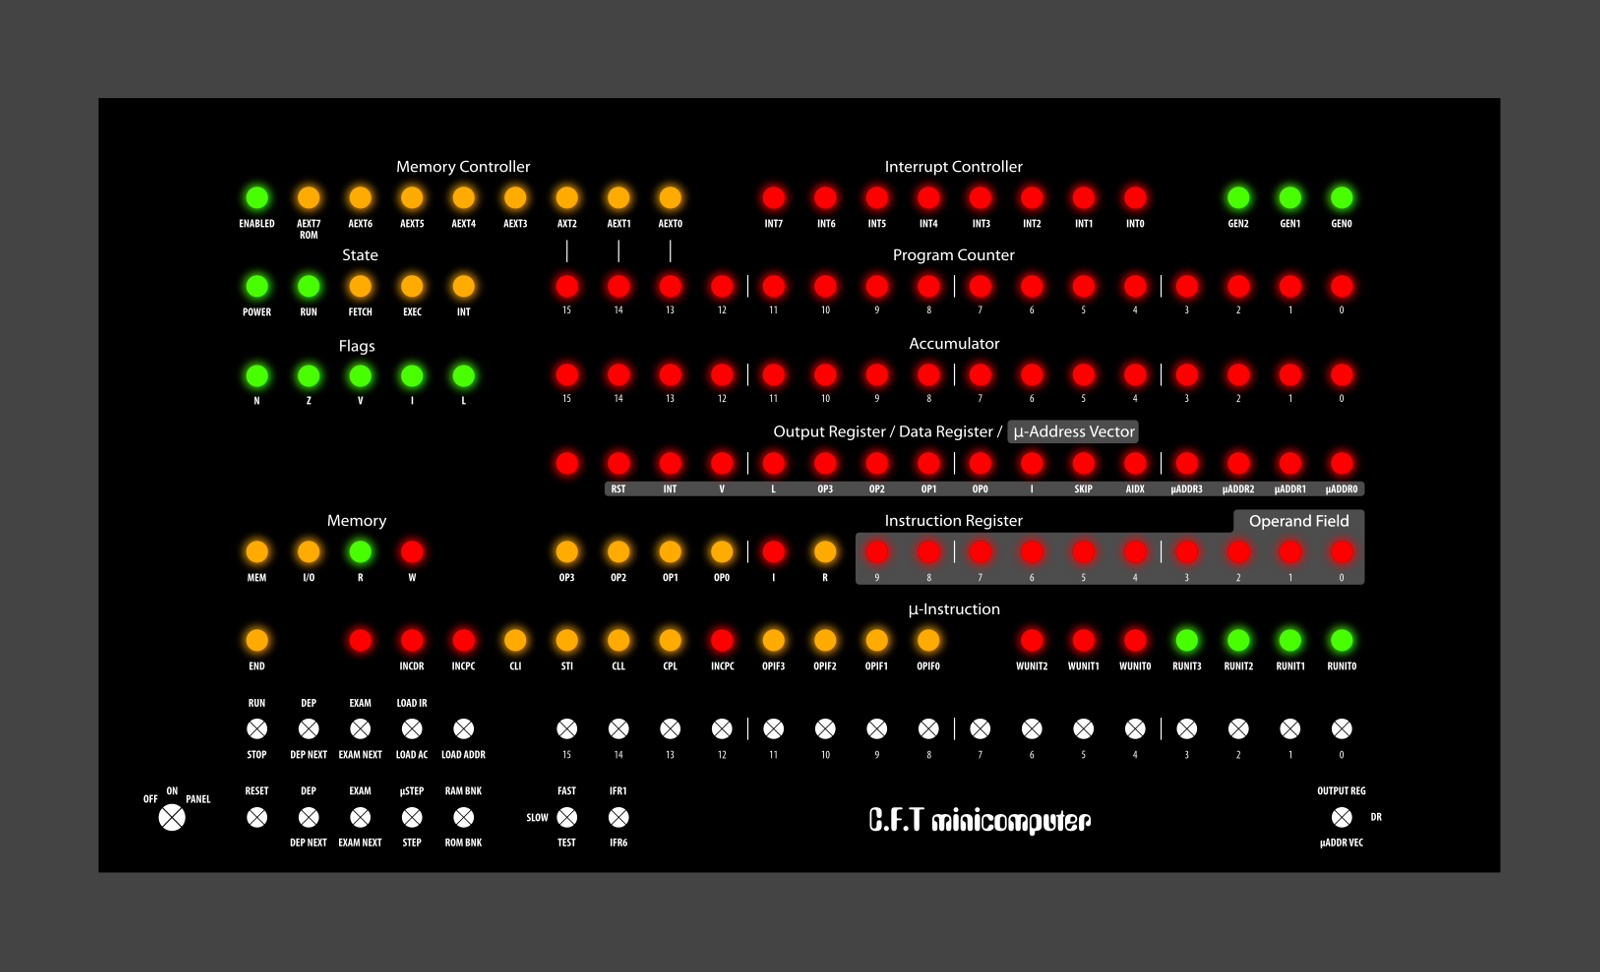 Memory Controller Interrupt Controller
ENABLED AEXT7 AEXT6 AEXT5 AEXT4 AEXT3 AXT2 AEXT1 AEXT0 INT7 INT6 INT5 INT4 INT3 INT2 INT1 INT0 GEN2 GEN1 GEN0
ROM
State Program Counter
POWER RUN FETCH EXEC INT 15 14 13 12 11 10 9 8 7 6 5 4 3 2 1 0
Flags Accumulator
N Z V I L 15 14 13 12 11 10 9 8 7 6 5 4 3 2 1 0
Output Register / Data Register / µ-Address Vector
RST INT V L OP3 OP2 OP1 OP0 I SKIP AIDX µADDR3 µADDR2 µADDR1 µADDR0
Memory Instruction Register Operand Field
MEM I/O R W OP3 OP2 OP1 OP0 I R 9 8 7 6 5 4 3 2 1 0
µ-Instruction
END INCDR INCPC CLI STI CLL CPL INCPC OPIF3 OPIF2 OPIF1 OPIF0 WUNIT2 WUNIT1 WUNIT0 RUNIT3 RUNIT2 RUNIT1 RUNIT0
RUN DEP EXAM LOAD IR
STOP DEP NEXT EXAM NEXT LOAD AC LOAD ADDR 15 14 13 12 11 10 9 8 7 6 5 4 3 2 1 0
OFF ON PANEL RESET DEP EXAM µSTEP RAM BNK FAST IFR1 OUTPUT REG
SLOW C.F.T minicomputer DR
DEP NEXT EXAM NEXT STEP ROM BNK TEST IFR6 µADDR VEC